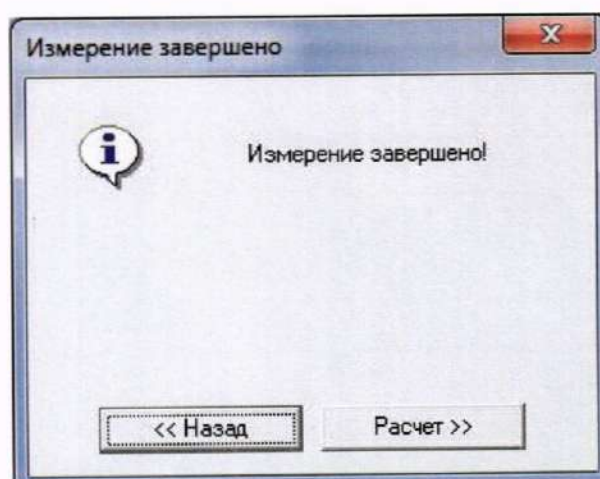 Измерение завершено
Измерение завершено!
<< Назад
Расчет >>